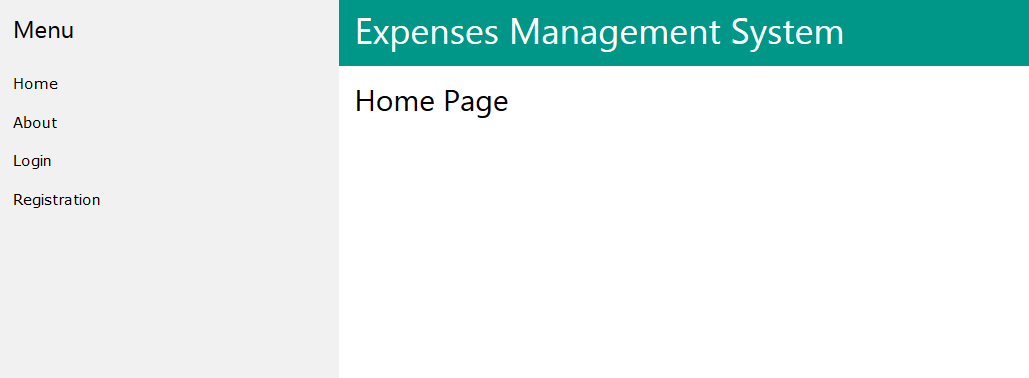 Menu
Home
About
Login
Registration
Expenses Management System
Home Page